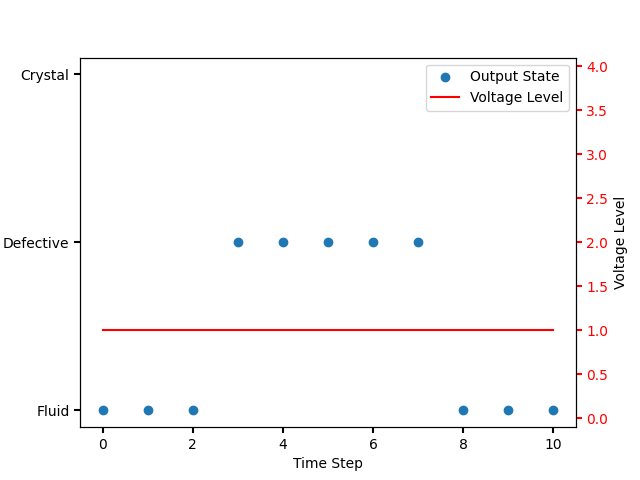 Crystal
Defective
Fluid
Output State
Voltage Level
4.0
3.5
3.0
2.5
2.0
1.5
1.0
0.5
0.0
Voltage Level
0 2 4 6 8 10
Time Step